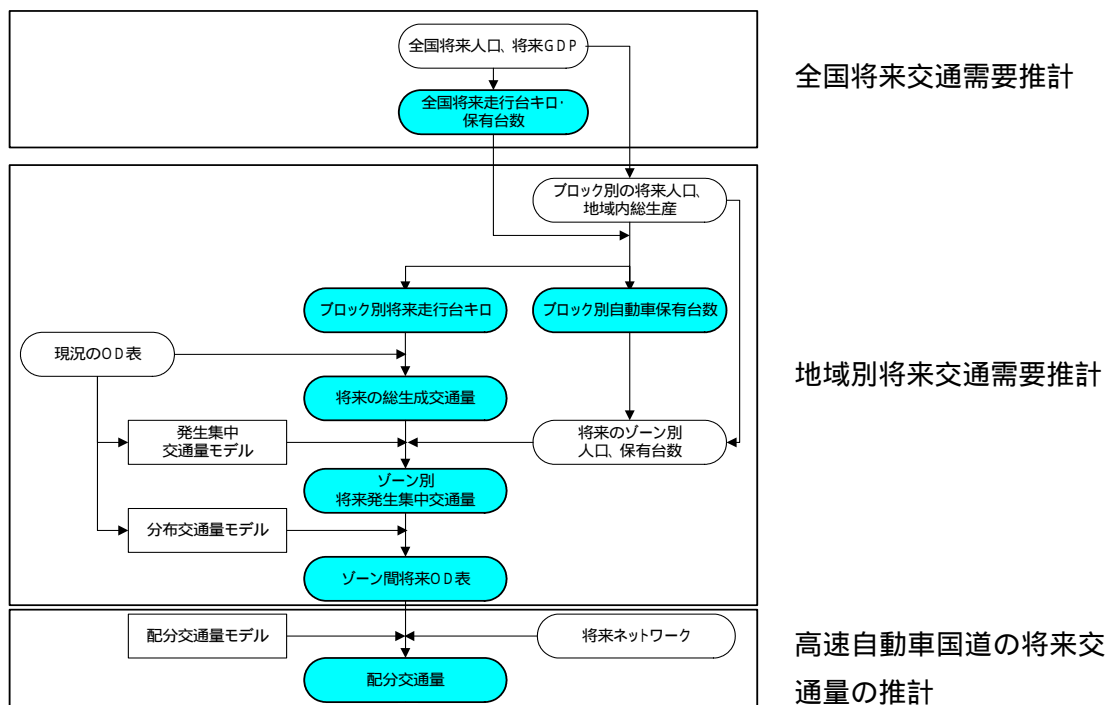 全国将来人口、将来GDP
全国将来走行台キロ・
保有台数
全国将来交通需要推計
ブロック別の将来人口、
地域内総生産
ブロック別将来走行台キロ
ブロック別自動車保有台数
現況のOD表
将来の総生成交通量
地域別将来交通需要推計
発生集中
交通量モデル
将来のゾーン別
人口、保有台数
ゾーン別
将来発生集中交通量
分布交通量モデル
ゾーン間将来OD表
配分交通量モデル
将来ネットワーク
配分交通量
高速自動車国道の将来交
通量の推計